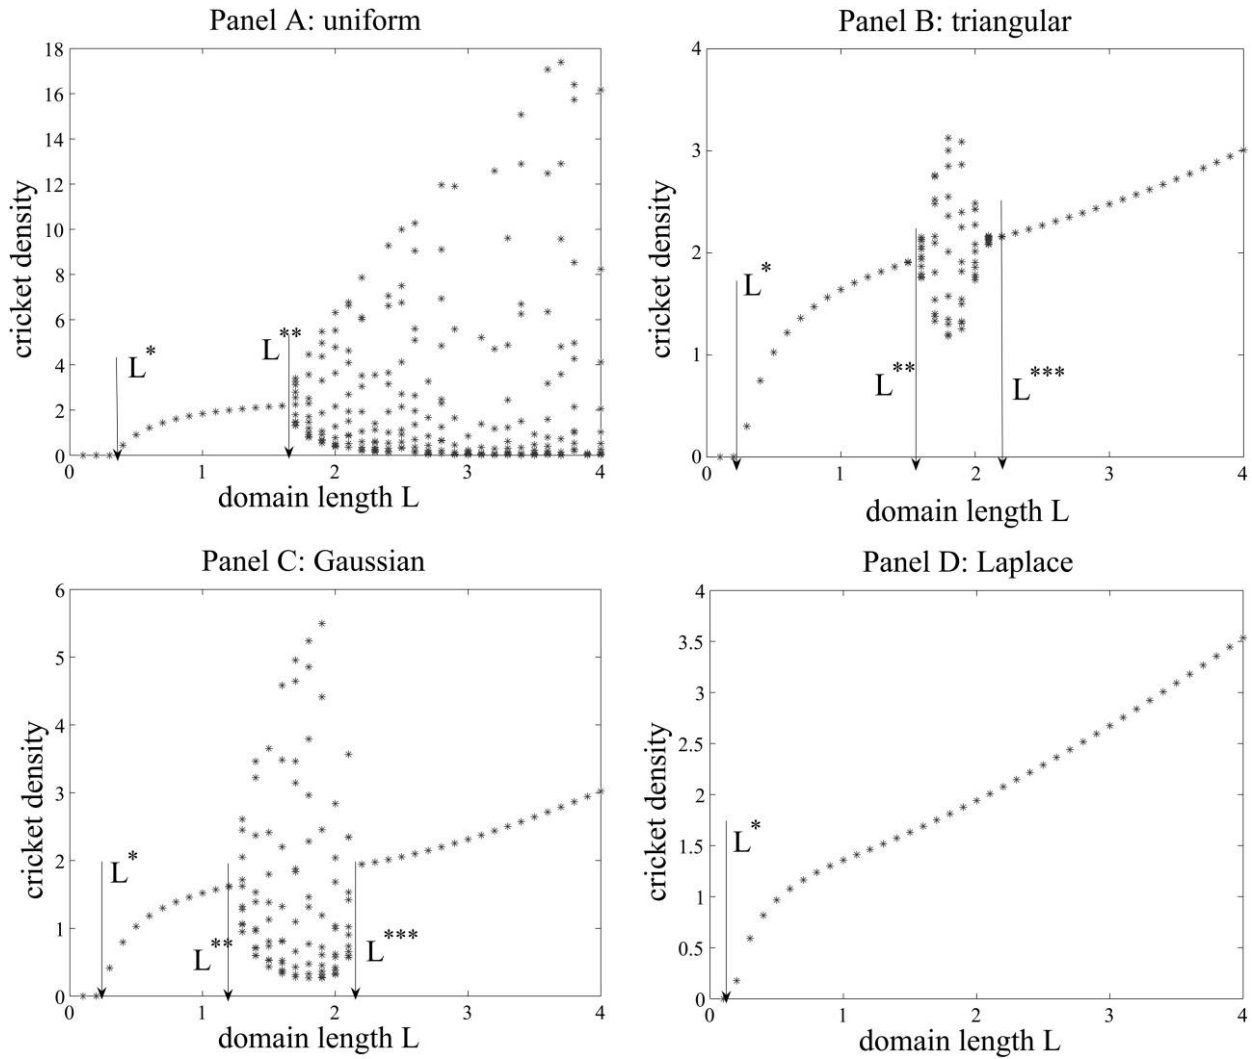 Panel A: uniform
18
16
14
12
10
8
6
4
2
0
cricket density
L*
L**
0 1 2 3 4
domain length L
Panel B: triangular
4
3
2
1
0
cricket density
L*
L**
L***
0 1 2 3 4
domain length L
Panel C: Gaussian
6
5
4
3
2
1
0
cricket density
L*
L**
L***
0 1 2 3 4
domain length L
Panel D: Laplace
4
3.5
3
2.5
2
1.5
1
0.5
0
cricket density
L*
0 1 2 3 4
domain length L